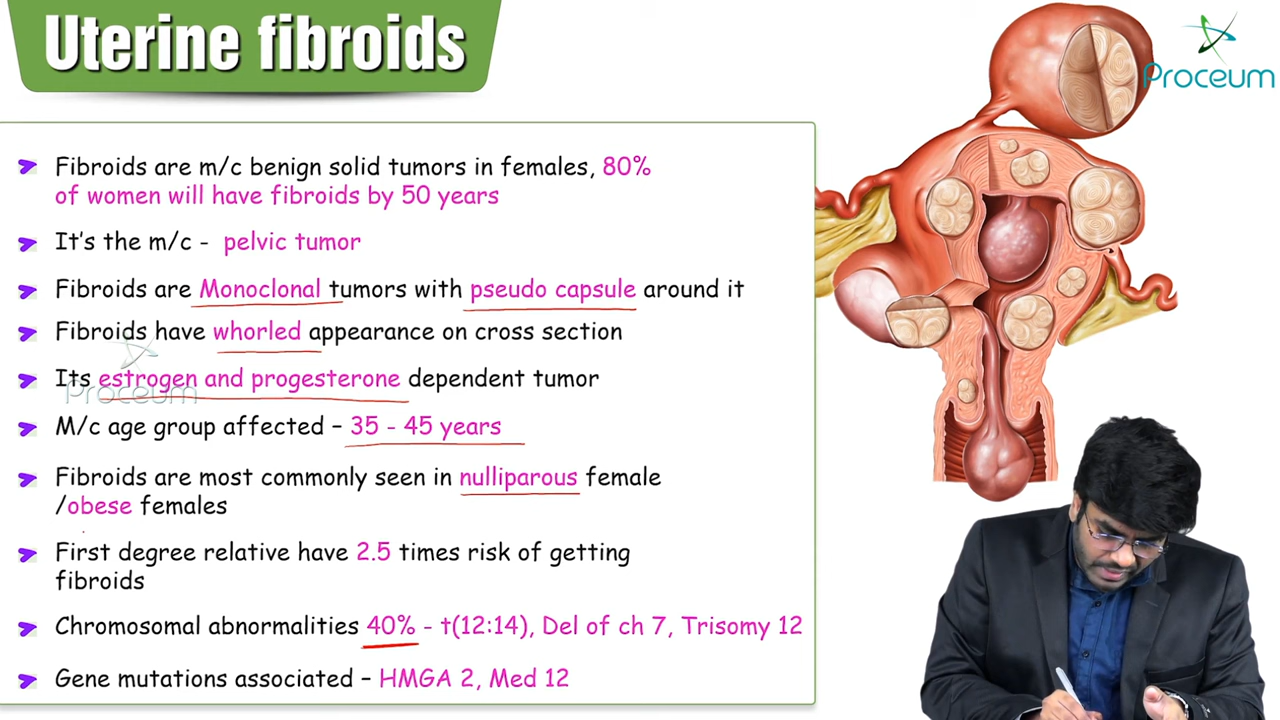 Uterine fibroids
Proceum
Fibroids are m/c benign solid tumors in females, 80%
of women will have fibroids by 50 years
It's the m/c - pelvic tumor
Fibroids are Monoclonal tumors with pseudo capsule around it
Fibroids have whorled appearance on cross section
Its estrogen and progesterone dependent tumor
Proceum
M/c age group affected – 35 - 45 years
Fibroids are most commonly seen in nulliparous female
/obese females
First degree relative have 2.5 times risk of getting
fibroids
Chromosomal abnormalities 40% - t(12:14), Del of ch 7, Trisomy 12
Gene mutations associated – HMGA 2, Med 12